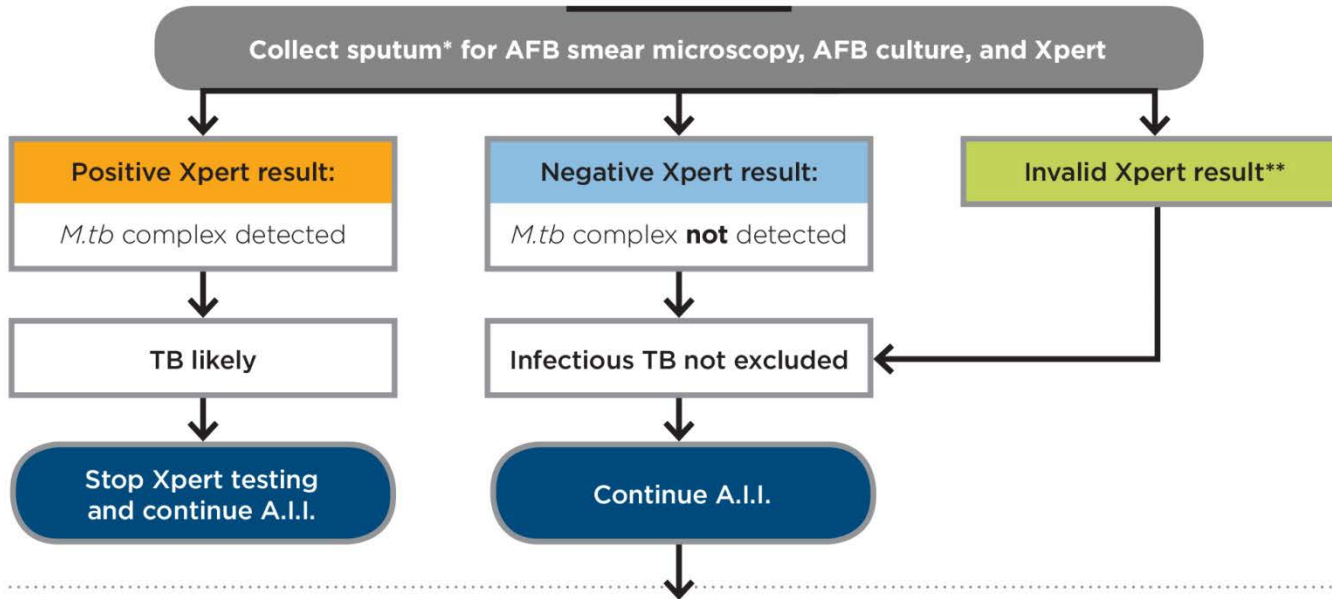 Collect sputum* for AFB smear microscopy, AFB culture, and Xpert
Positive Xpert result:
M.tb complex detected
TB likely
Stop Xpert testing
and continue A.I.I.
Negative Xpert result:
M.tb complex not detected
Infectious TB not excluded
Continue A.I.I.
Invalid Xpert result**